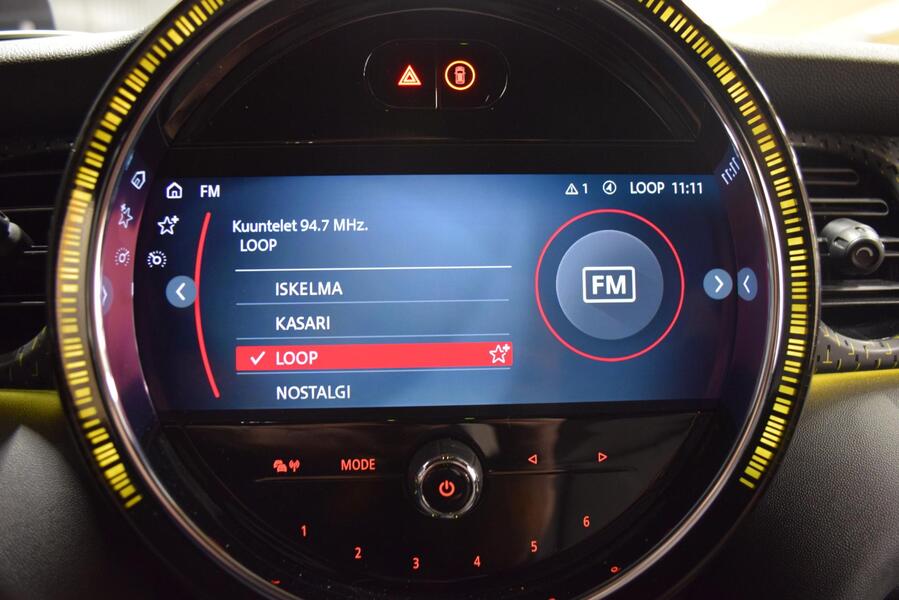 FM
1 LOOP 11:11
Kuuntelet 94.7 MHz.
LOOP
ISKELMA
KASARI
LOOP
NOSTALGI
FM
MODE
1 2 3 4 5 6